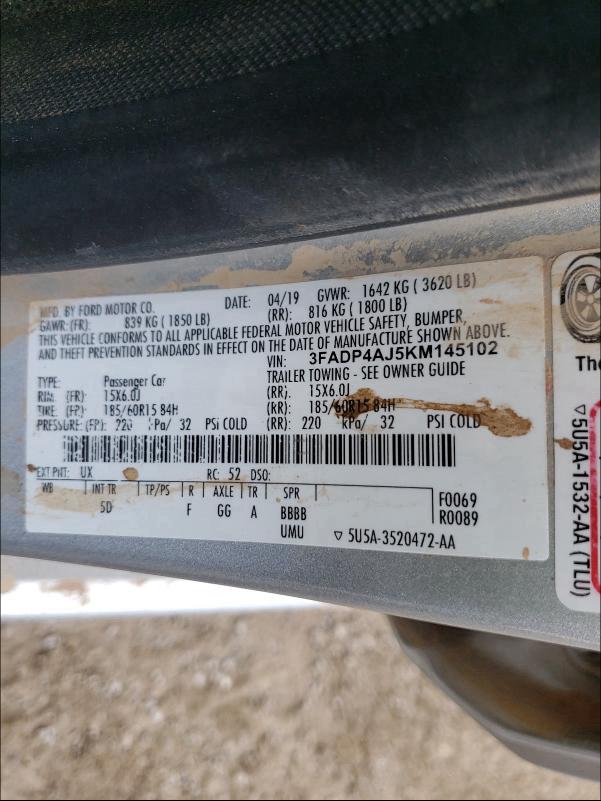 MFD. BY FORD MOTOR CO. DATE: 04/19 GVWR: 1642 KG ( 3620 LB)
GAWR: (FR): 839 KG ( 1850 LB) (RR): 816 KG ( 1800 LB)
THIS VEHICLE CONFORMS TO ALL APPLICABLE FEDERAL MOTOR VEHICLE SAFETY, BUMPER,
AND THEFT PREVENTION STANDARDS IN EFFECT ON THE DATE OF MANUFACTURE SHOWN ABOVE.
VIN: 3FADP4AJ5KM145102
TYPE: Passenger Car TRAILER TOWING - SEE OWNER GUIDE
RIM: (FR): 15X6.0J (RR): 15X6.0J
TIRE: (FR): 185/60R15 84H (RR): 185/60R15 84H
PRESSURE: (FR): 220 kPa/ 32 PSi COLD (RR): 220 kPa/ 32 PSI COLD
EXT PNT: UX RC: 52 DSO:
WB INT TR TP/PS R AXLE TR SPR F0069
5D F GG A BBBB R0089
UMU ▽ 5U5A-3520472-AA
The
▽5U5A-1532-AA (TLU)